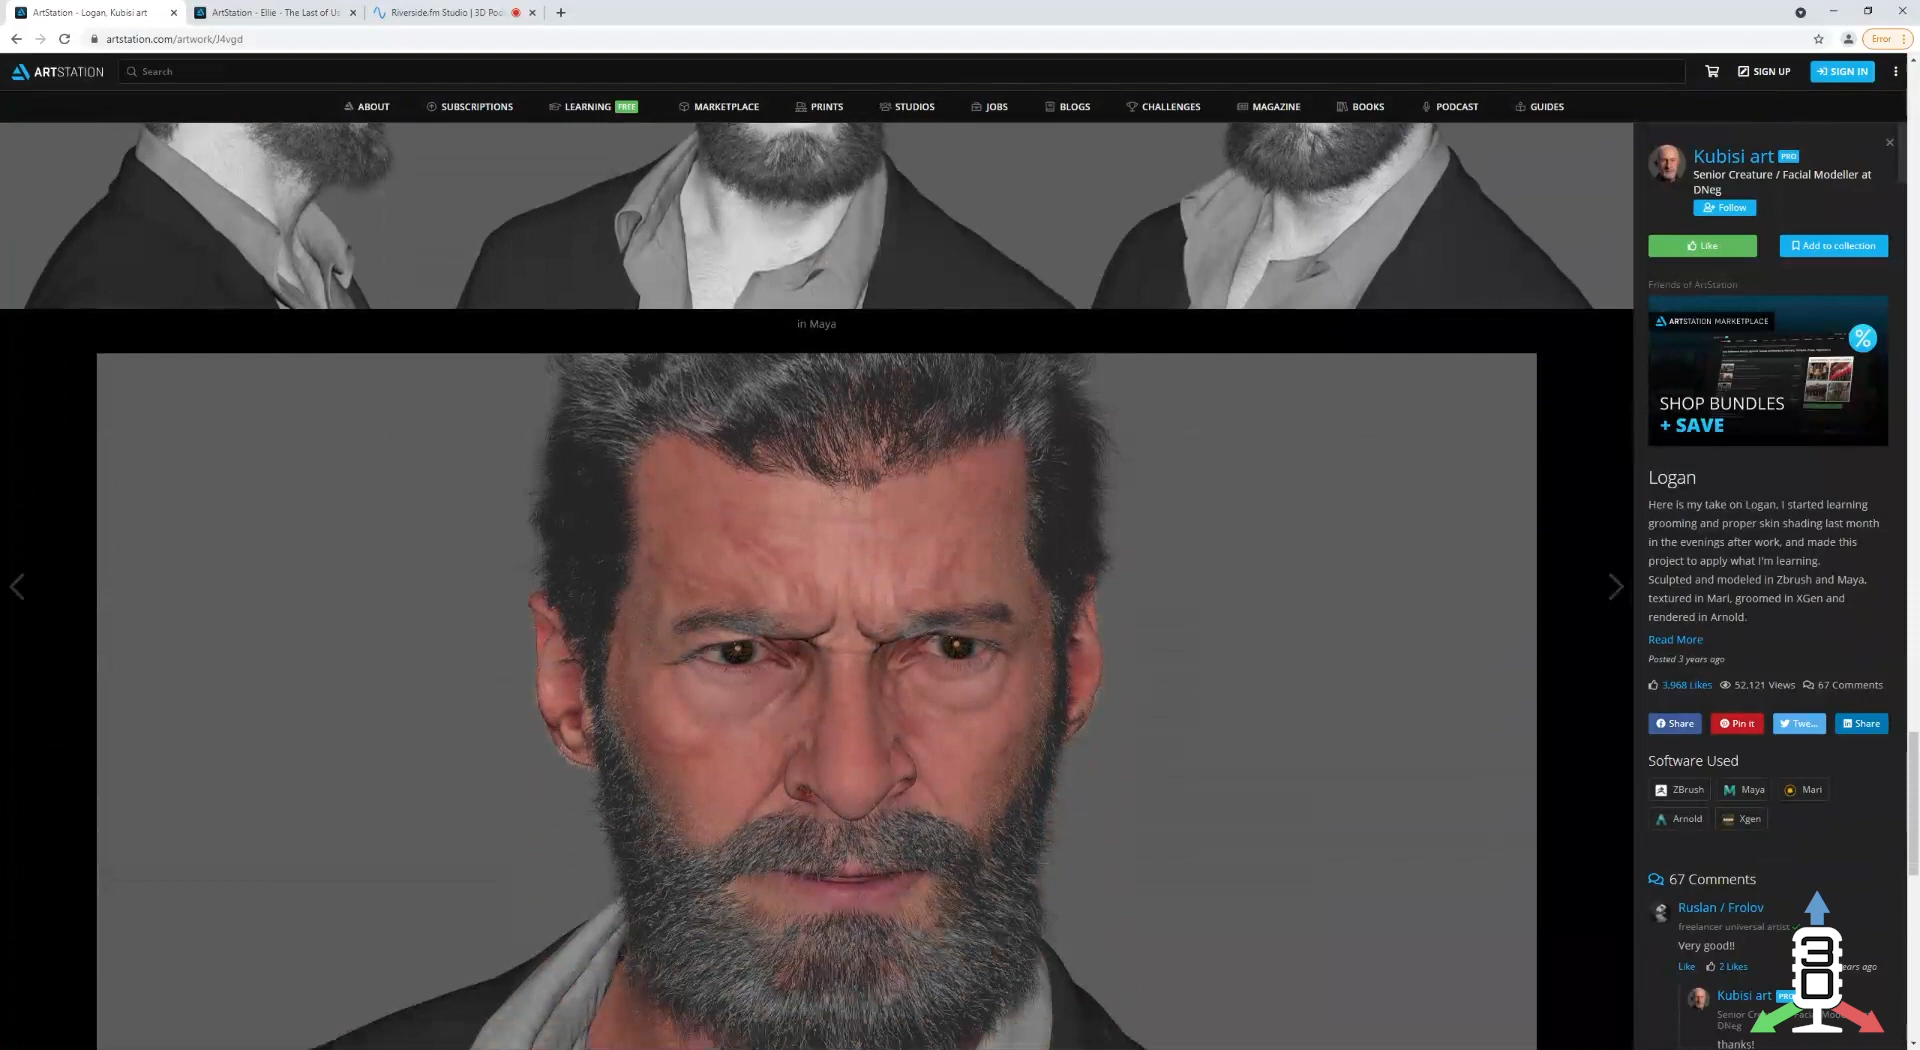 ArtStation - Logan, Kubisi art
ArtStation - Ellie - The Last of Us
Riverside.fm Studio | 3D Pod
artstation.com/artwork/J4vgd
Error
ARTSTATION
Search
SIGN UP
SIGN IN
ABOUT
SUBSCRIPTIONS
LEARNING FREE
MARKETPLACE
PRINTS
STUDIOS
JOBS
BLOGS
CHALLENGES
MAGAZINE
BOOKS
PODCAST
GUIDES
in Maya
Kubisi art PRO
Senior Creature / Facial Modeller at
DNeg
Follow
Like
Add to collection
Friends of ArtStation
ARTSTATION MARKETPLACE
%
SHOP BUNDLES
+ SAVE
Logan
Here is my take on Logan, I started learning
grooming and proper skin shading last month
in the evenings after work, and made this
project to apply what I'm learning.
Sculpted and modeled in Zbrush and Maya,
textured in Mari, groomed in XGen and
rendered in Arnold.
Read More
Posted 3 years ago
3,968 Likes 52,121 Views 67 Comments
Share
Pin it
Twe...
Share
Software Used
ZBrush
Maya
Mari
Arnold
Xgen
67 Comments
Ruslan / Frolov
freelancer universal artist
Very good!!
Like 2 Likes ears ago
Kubisi art PRO
DNeg
thanks!
3D